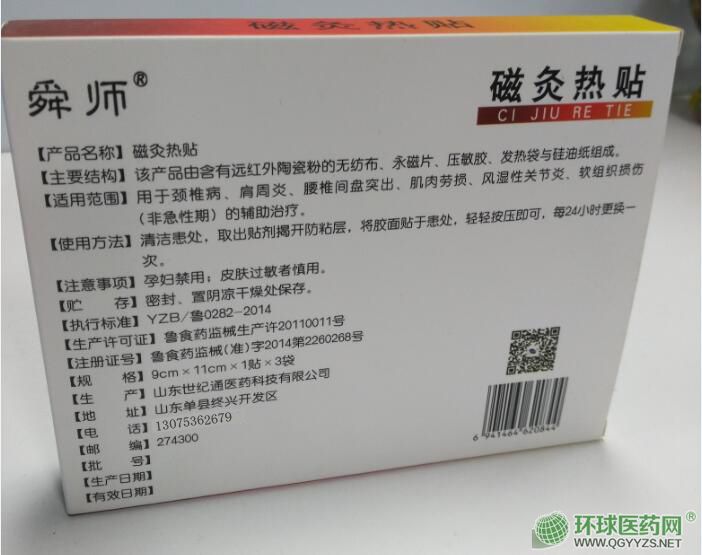 磁灸热贴
舜师®
磁灸热贴
CI JIU RE TIE
【产品名称】磁灸热贴
【主要结构】该产品由含有远红外陶瓷粉的无纺布、永磁片、压敏胶、发热袋与硅油纸组成。
【适用范围】用于颈椎病、肩周炎、腰椎间盘突出、肌肉劳损、风湿性关节炎、软组织损伤
(非急性期)的辅助治疗。
【使用方法】清洁患处，取出贴剂揭开防粘层，将胶面贴于患处，轻轻按压即可，每24小时更换一
次。
【注意事项】孕妇禁用；皮肤过敏者慎用。
【贮 存】密封、置阴凉干燥处保存。
【执行标准】YZB/鲁0282-2014
【生产许可证】鲁食药监械生产许20110011号
【注册证号】鲁食药监械(准)字2014第2260268号
【规 格】9cm×11cm×1贴×3袋
【生 产】山东世纪通医药科技有限公司
【地 址】山东单县终兴开发区
【电 话】13075362679
【邮 编】274300
【批 号】
【生产日期】
【有效日期】
6 941464 620844
环球医药网®
WWW.QGYYZS.NET